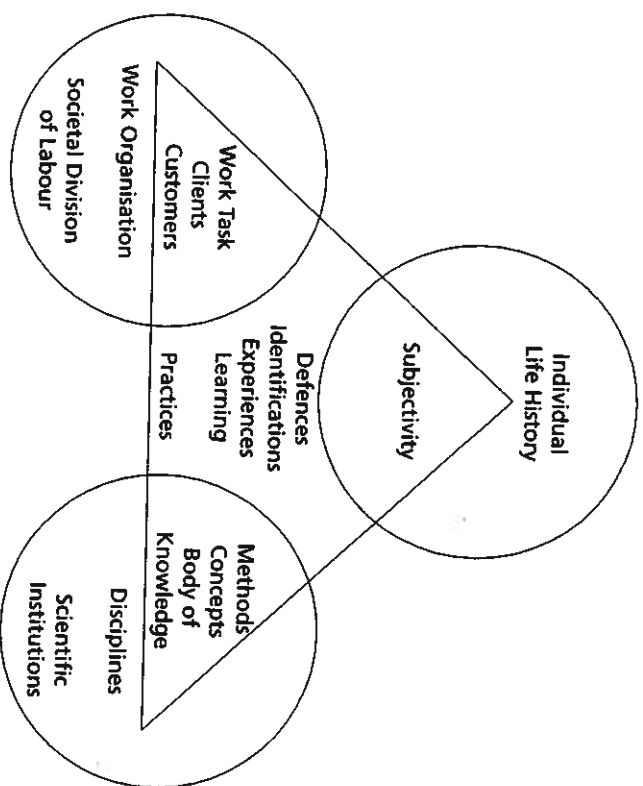 Individual
Life History
Subjectivity
Defences
Identifications
Experiences
Learning
Practices
Work Task
Clients
Customers
Work Organisation
Societal Division
of Labour
Methods
Concepts
Body of
Knowledge
Disciplines
Scientific
Institutions